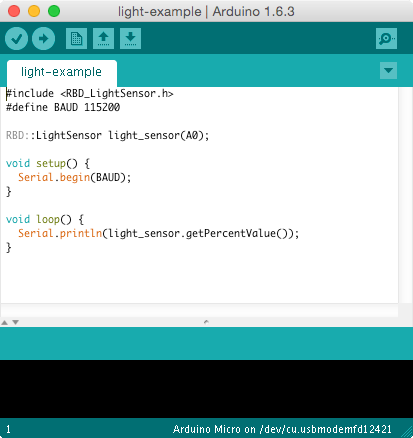 light-example | Arduino 1.6.3
light-example
#include <RBD_LightSensor.h>
#define BAUD 115200
RBD::LightSensor light_sensor(A0);
void setup() {
  Serial.begin(BAUD);
}
void loop() {
  Serial.println(light_sensor.getPercentValue());
}
1 Arduino Micro on /dev/cu.usbmodemfd12421